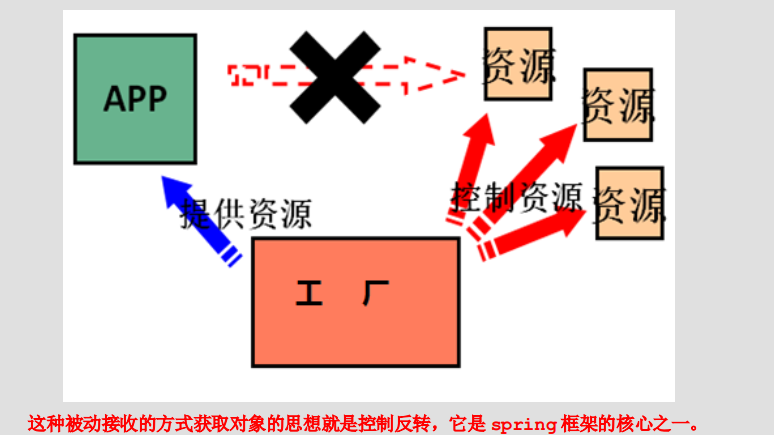 APP
资源
资源
资源
提供资源
控制资源
工 厂
这种被动接收的方式获取对象的思想就是控制反转，它是 spring 框架的核心之一。